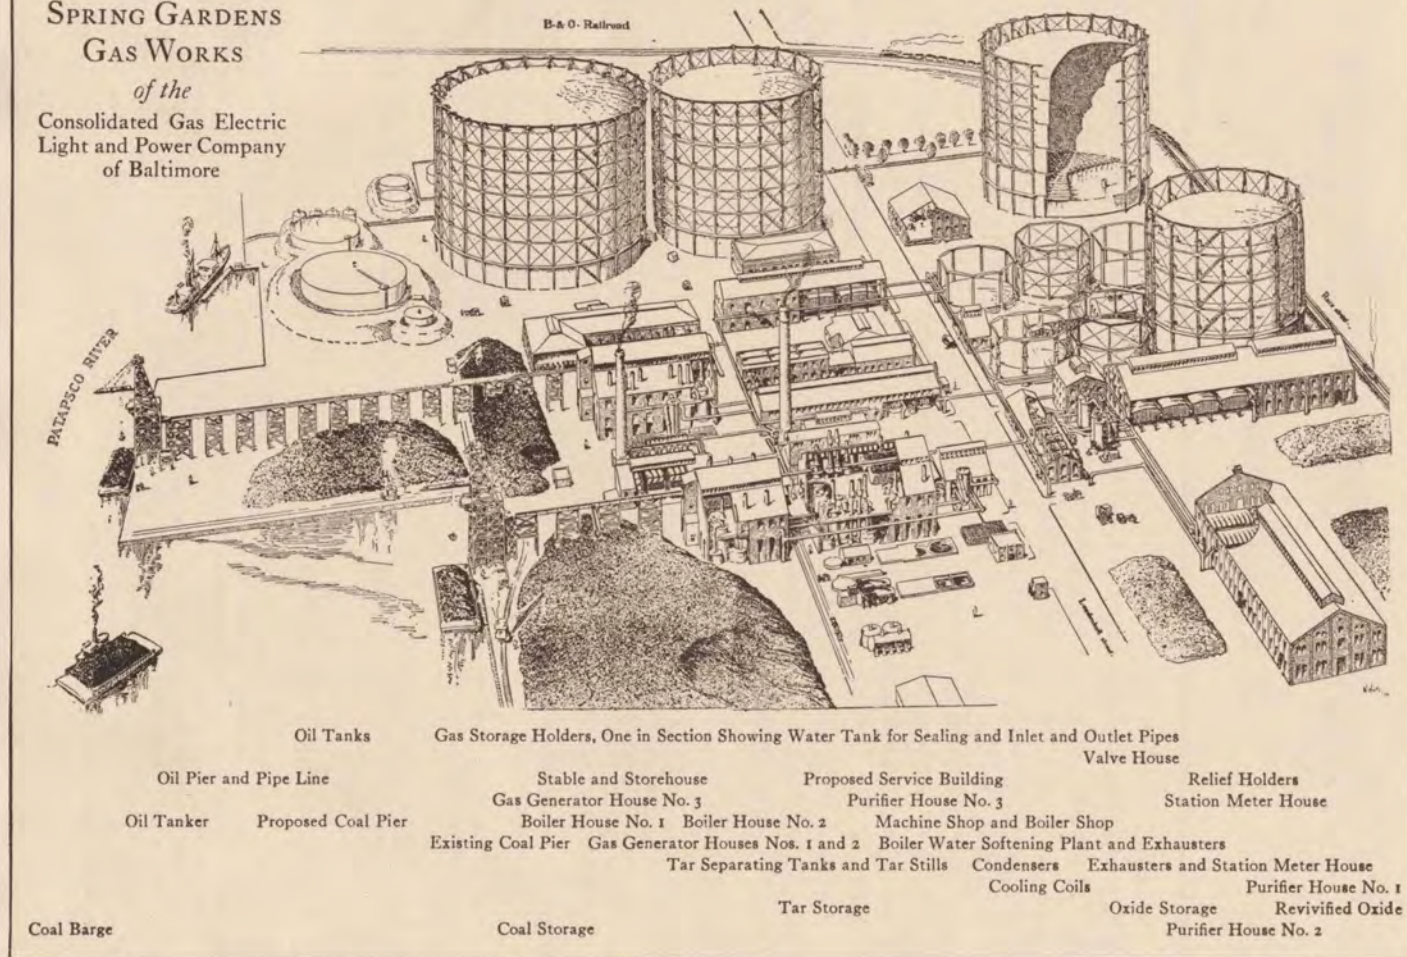 SPRING GARDENS
GAS WORKS
of the
Consolidated Gas Electric
Light and Power Company
of Baltimore
B. & O. Railroad
PATAPSCO RIVER
Oil Tanks Gas Storage Holders, One in Section Showing Water Tank for Sealing and Inlet and Outlet Pipes
Valve House
Oil Pier and Pipe Line Stable and Storehouse Proposed Service Building Relief Holders
Gas Generator House No. 3 Purifier House No. 3 Station Meter House
Oil Tanker Proposed Coal Pier Boiler House No. 1 Boiler House No. 2 Machine Shop and Boiler Shop
Existing Coal Pier Gas Generator Houses Nos. 1 and 2 Boiler Water Softening Plant and Exhausters
Tar Separating Tanks and Tar Stills Condensers Exhausters and Station Meter House
Cooling Coils Purifier House No. 1
Tar Storage Oxide Storage Revivified Oxide
Coal Barge Coal Storage Purifier House No. 2